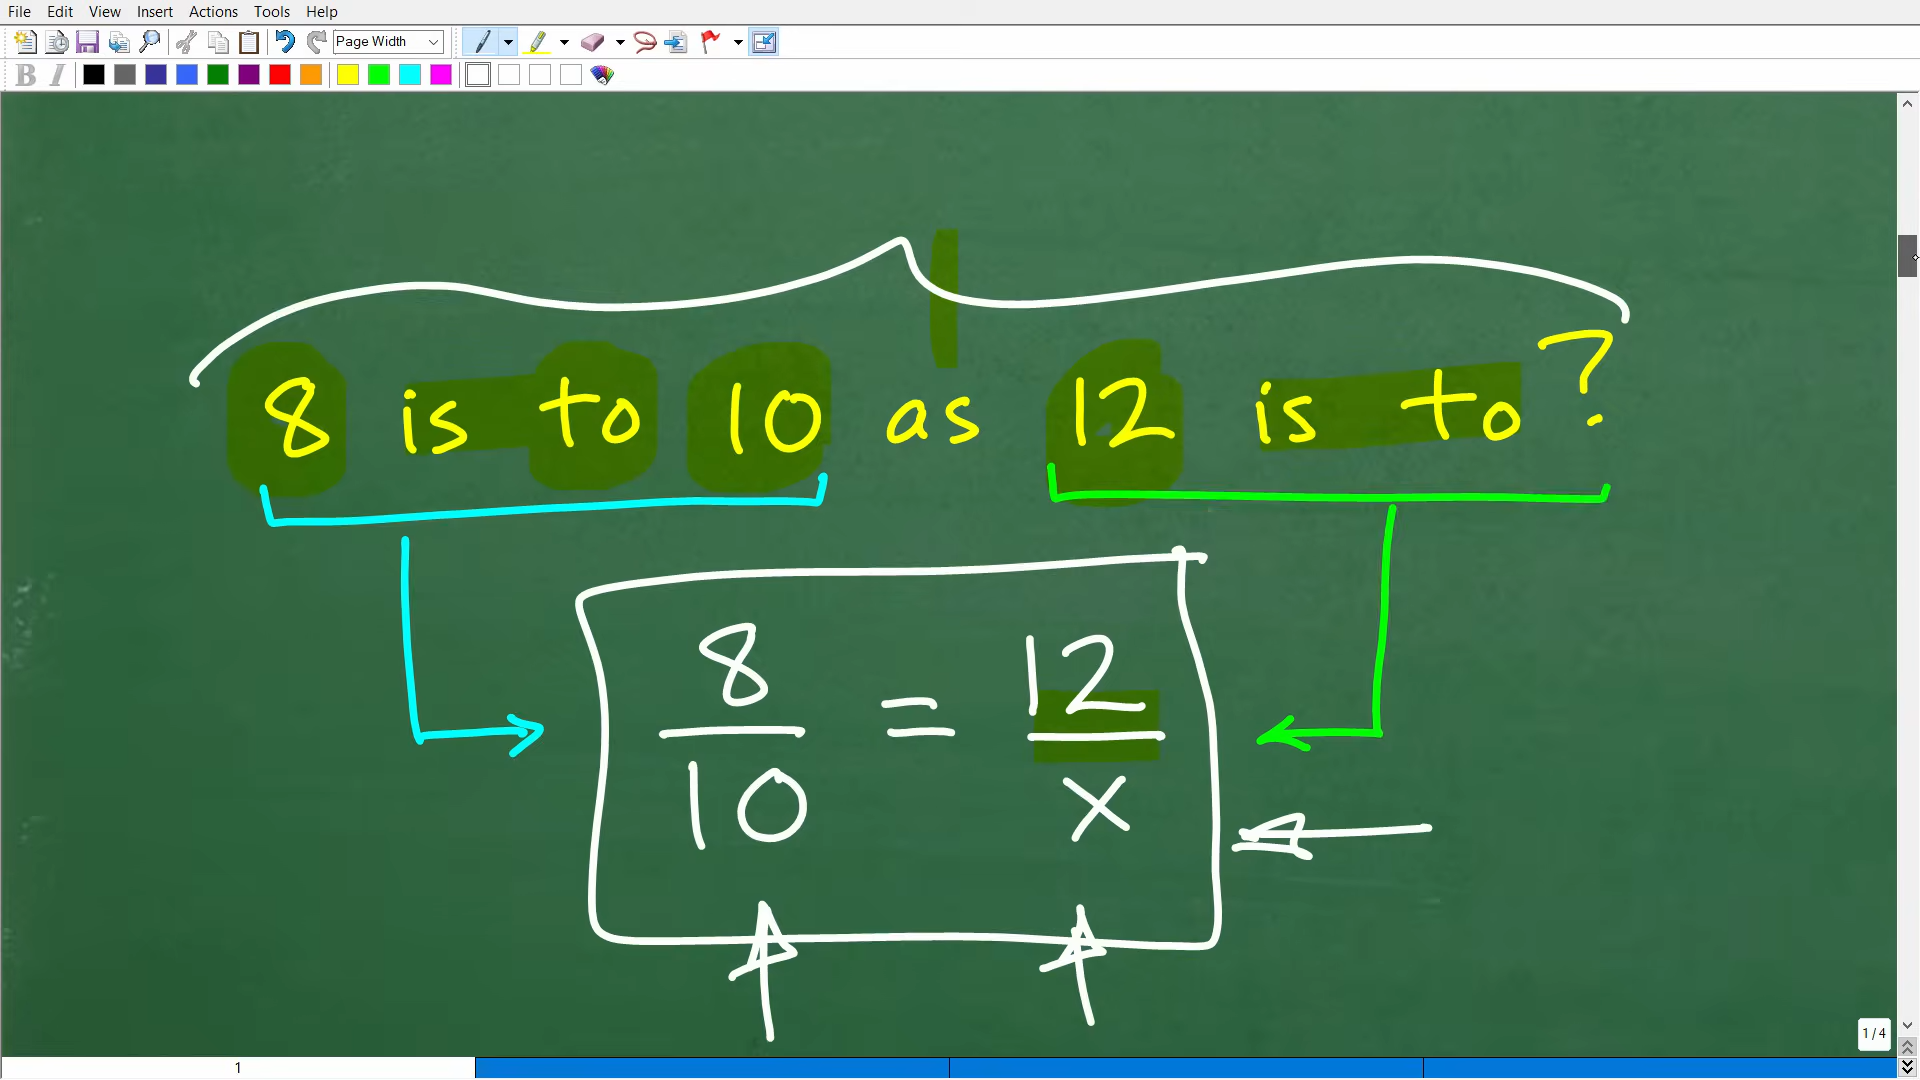 File Edit View Insert Actions Tools Help
Page Width
B I
8 is to 10 as 12 is to ?
8 = 12
10 x
1 / 4
1